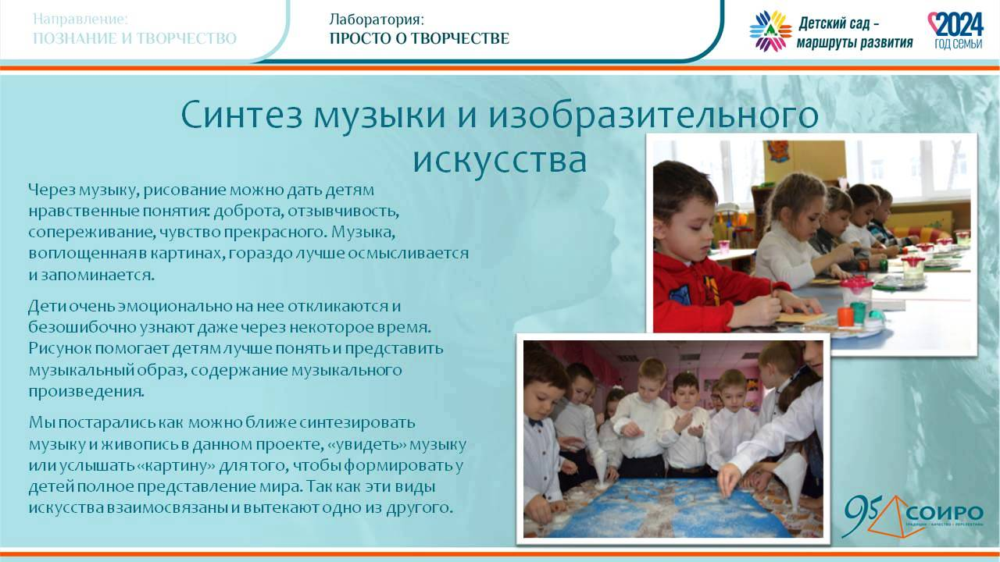 Направление:
ПОЗНАНИЕ И ТВОРЧЕСТВО
Лаборатория:
ПРОСТО О ТВОРЧЕСТВЕ
Детский сад –
маршруты развития
2024
ГОД СЕМЬИ
Синтез музыки и изобразительного
искусства
Через музыку, рисование можно дать детям
нравственные понятия: доброта, отзывчивость,
сопереживание, чувство прекрасного. Музыка,
воплощенная в картинах, гораздо лучше осмысливается
и запоминается.
Дети очень эмоционально на нее откликаются и
безошибочно узнают даже через некоторое время.
Рисунок помогает детям лучше понять и представить
музыкальный образ, содержание музыкального
произведения.
Мы постарались как можно ближе синтезировать
музыку и живопись в данном проекте, «увидеть» музыку
или услышать «картину» для того, чтобы формировать у
детей полное представление мира. Так как эти виды
искусства взаимосвязаны и вытекают одно из другого.
95 СОИРО
ТРАДИЦИИ • КАЧЕСТВО • ПЕРСПЕКТИВЫ